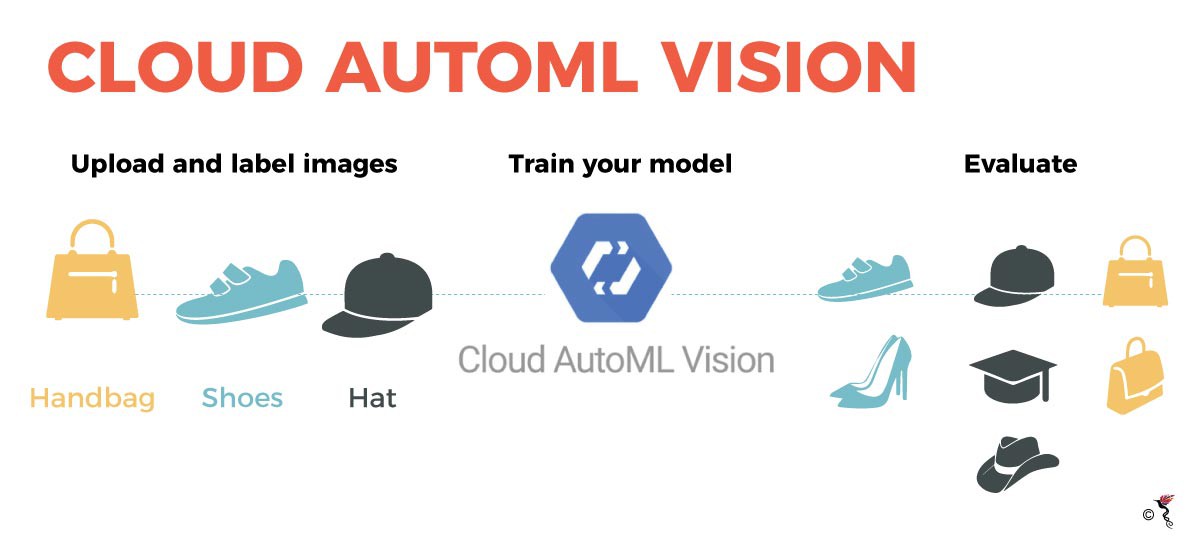 CLOUD AUTOML VISION
Upload and label images
Train your model
Evaluate
Cloud AutoML Vision
Handbag
Shoes
Hat
©